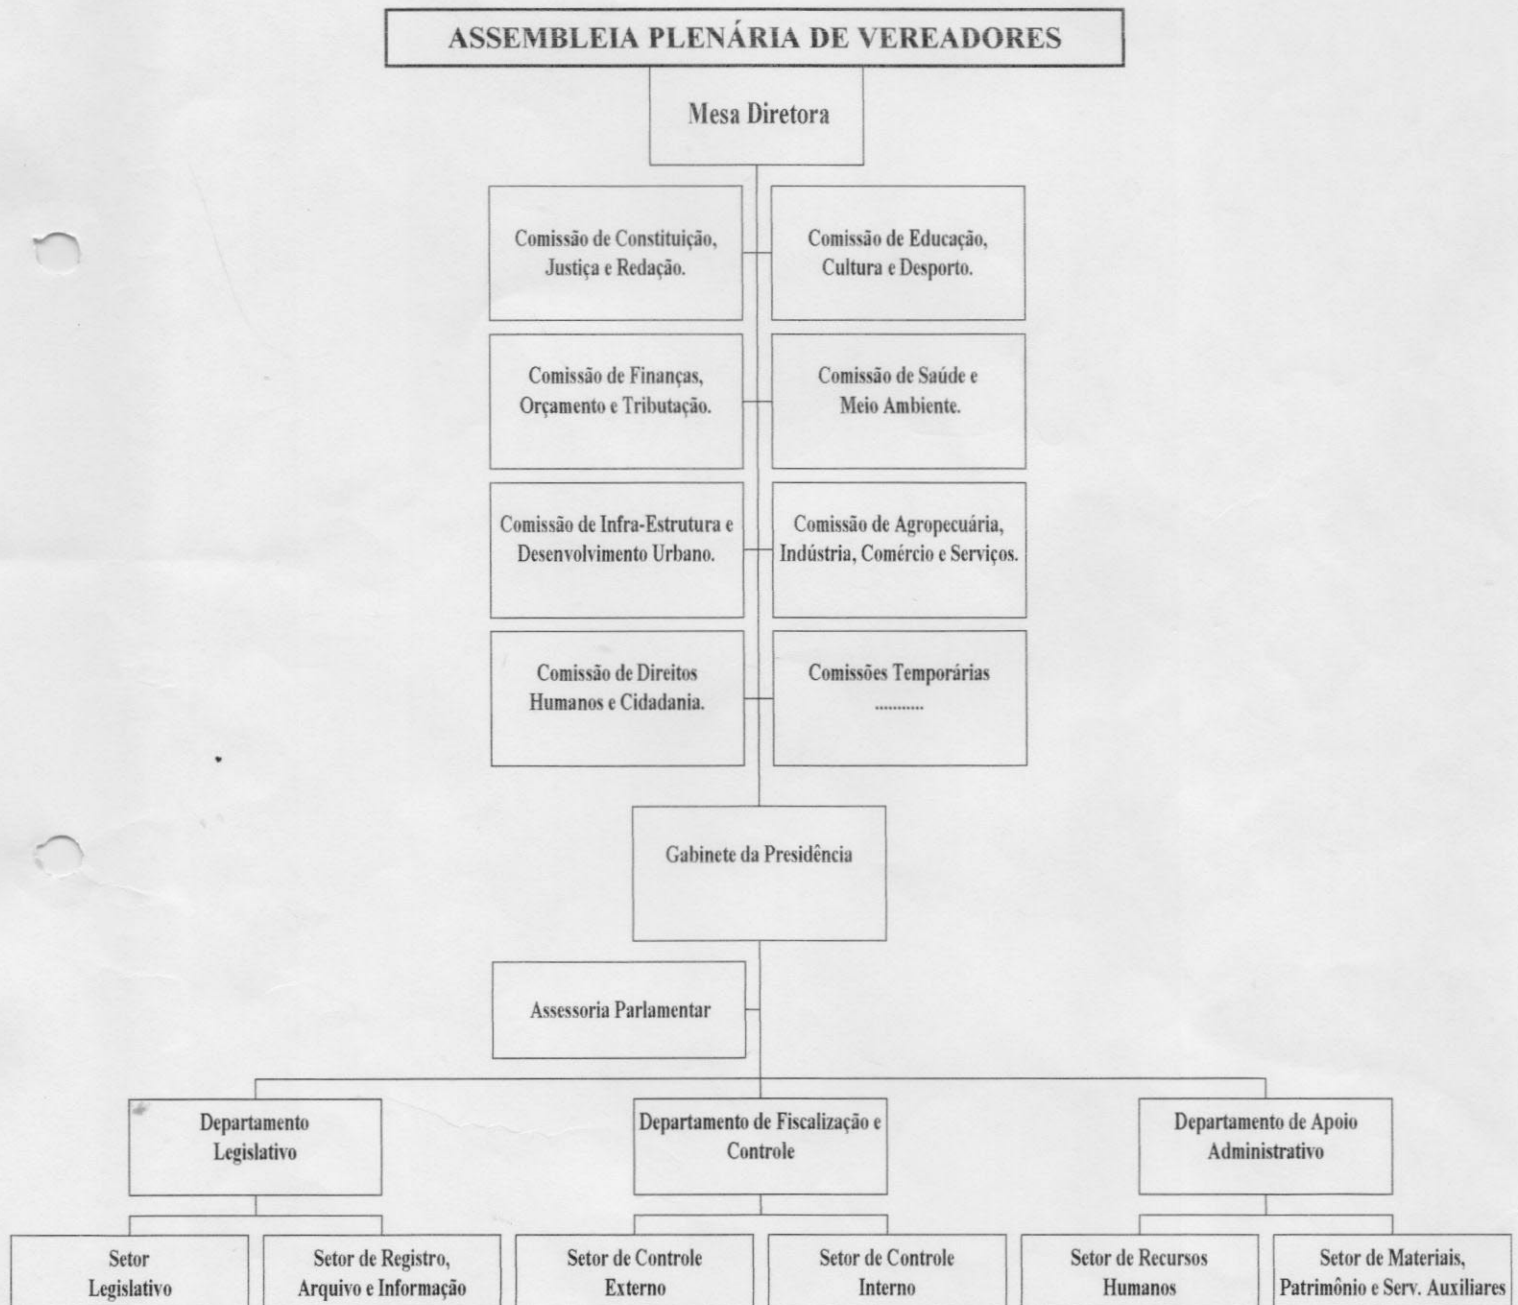 ASSEMBLEIA PLENÁRIA DE VEREADORES
Mesa Diretora
Comissão de Constituição,
Justiça e Redação.
Comissão de Educação,
Cultura e Desporto.
Comissão de Finanças,
Orçamento e Tributação.
Comissão de Saúde e
Meio Ambiente.
Comissão de Infra-Estrutura e
Desenvolvimento Urbano.
Comissão de Agropecuária,
Indústria, Comércio e Serviços.
Comissão de Direitos
Humanos e Cidadania.
Comissões Temporárias
...........
Gabinete da Presidência
Assessoria Parlamentar
Departamento
Legislativo
Departamento de Fiscalização e
Controle
Departamento de Apoio
Administrativo
Setor
Legislativo
Setor de Registro,
Arquivo e Informação
Setor de Controle
Externo
Setor de Controle
Interno
Setor de Recursos
Humanos
Setor de Materiais,
Patrimônio e Serv. Auxiliares